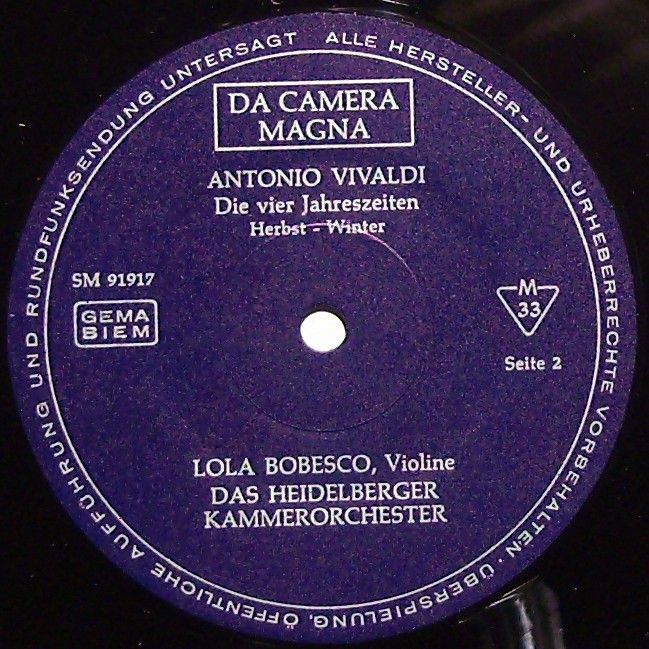 ALLE HERSTELLER- UND URHEBERRECHTE VORBEHALTEN · ÜBERSPIELUNG, ÖFFENTLICHE AUFFÜHRUNG UND RUNDFUNKSENDUNG UNTERSAGT
DA CAMERA
MAGNA
ANTONIO VIVALDI
Die vier Jahreszeiten
Herbst - Winter
SM 91917
GEMA
BIEM
M
33
Seite 2
LOLA BOBESCO, Violine
DAS HEIDELBERGER
KAMMERORCHESTER